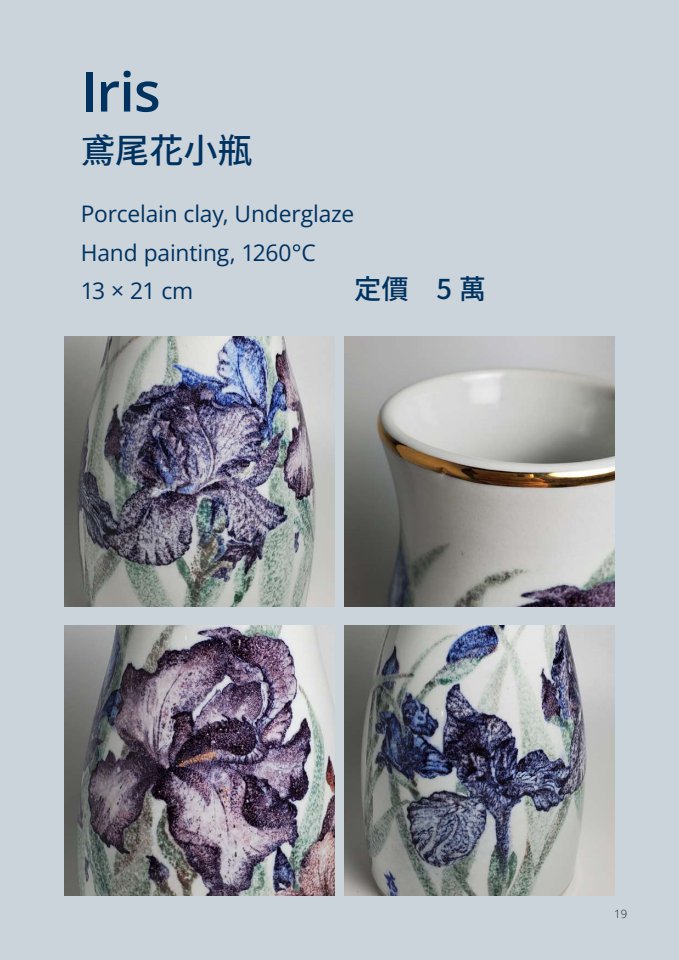 Iris
鳶尾花小瓶
Porcelain clay, Underglaze
Hand painting, 1260°C
13 × 21 cm
定價 5 萬
19